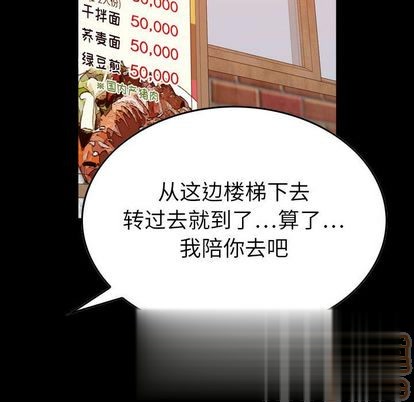 50,000
干拌面 50,000
荞麦面 50,000
绿豆煎 50,000
※国内产猪肉
从这边楼梯下去
转过去就到了...算了...
我陪你去吧